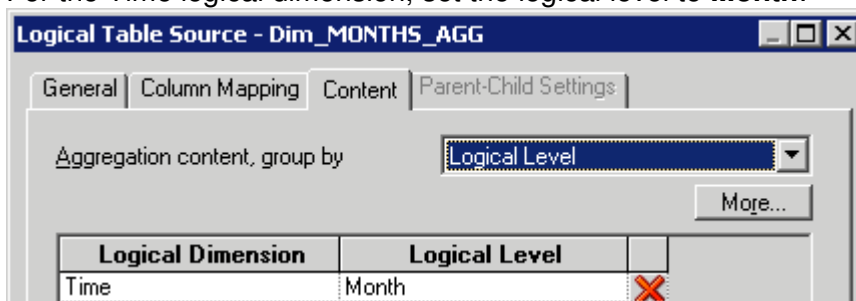 For the Time logical dimension, set the logical level to Month.
Logical Table Source - Dim_MONTHS_AGG
General Column Mapping Content Parent-Child Settings
Aggregation content, group by Logical Level
More...
Logical Dimension Logical Level
Time Month